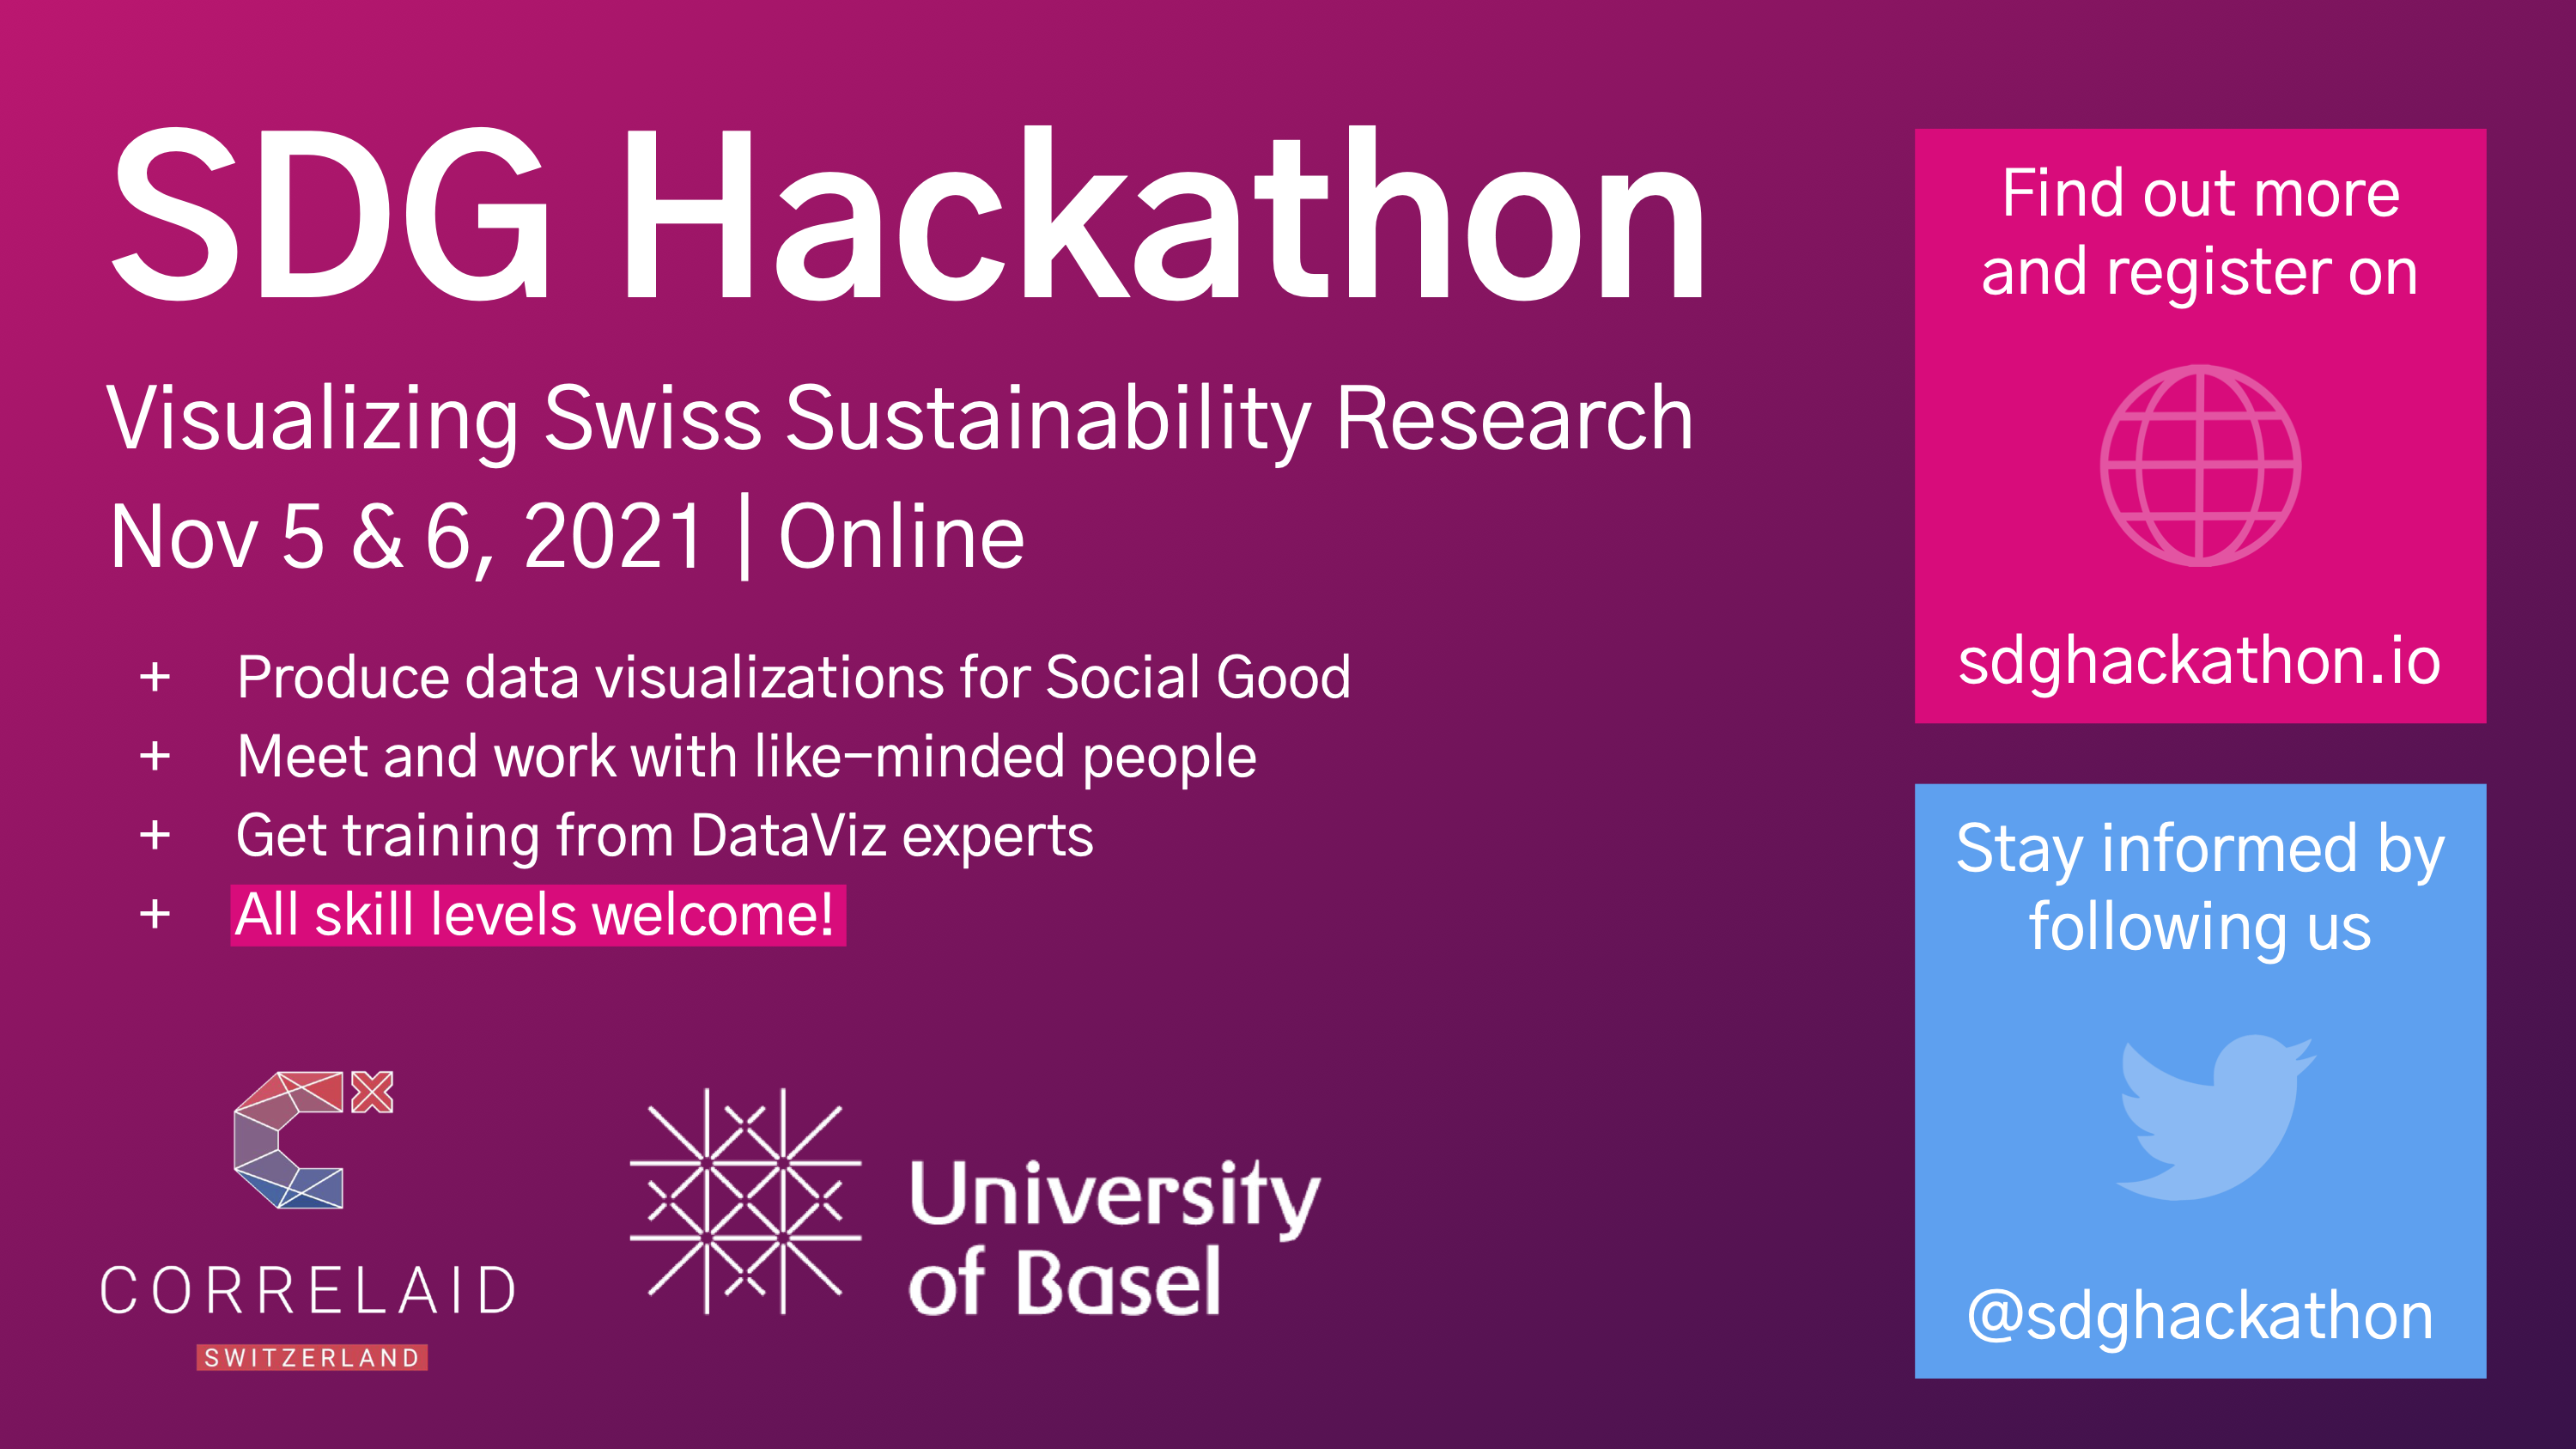 SDG Hackathon
Visualizing Swiss Sustainability Research
Nov 5 & 6, 2021 | Online
+ Produce data visualizations for Social Good
+ Meet and work with like-minded people
+ Get training from DataViz experts
+ All skill levels welcome!
CORRELAID
SWITZERLAND
University
of Basel
Find out more
and register on
sdghackathon.io
Stay informed by
following us
@sdghackathon